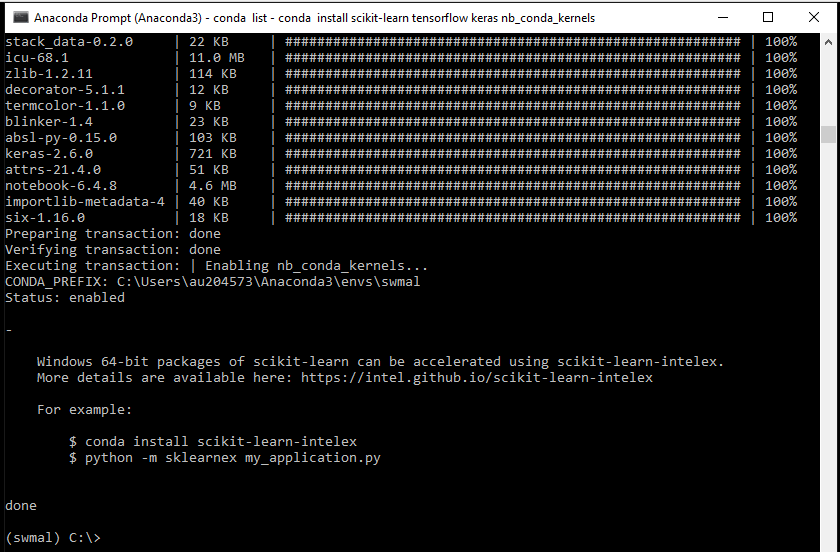 Anaconda Prompt (Anaconda3) - conda  list - conda  install scikit-learn tensorflow keras nb_conda_kernels
stack_data-0.2.0     | 22 KB     | ######################################################### | 100%
icu-68.1             | 11.0 MB   | ######################################################### | 100%
zlib-1.2.11          | 114 KB    | ######################################################### | 100%
decorator-5.1.1      | 12 KB     | ######################################################### | 100%
termcolor-1.1.0      | 9 KB      | ######################################################### | 100%
blinker-1.4          | 23 KB     | ######################################################### | 100%
absl-py-0.15.0       | 103 KB    | ######################################################### | 100%
keras-2.6.0          | 721 KB    | ######################################################### | 100%
attrs-21.4.0         | 51 KB     | ######################################################### | 100%
notebook-6.4.8       | 4.6 MB    | ######################################################### | 100%
importlib-metadata-4 | 40 KB     | ######################################################### | 100%
six-1.16.0           | 18 KB     | ######################################################### | 100%
Preparing transaction: done
Verifying transaction: done
Executing transaction: | Enabling nb_conda_kernels...
CONDA_PREFIX: C:\Users\au204573\Anaconda3\envs\swmal
Status: enabled
-
    Windows 64-bit packages of scikit-learn can be accelerated using scikit-learn-intelex.
    More details are available here: https://intel.github.io/scikit-learn-intelex
    For example:
        $ conda install scikit-learn-intelex
        $ python -m sklearnex my_application.py
done
(swmal) C:\>